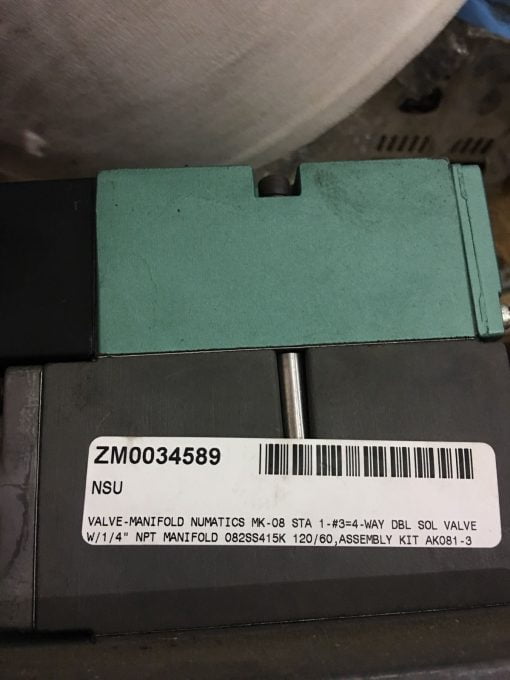 ZM0034589
NSU
VALVE-MANIFOLD NUMATICS MK-08 STA 1-#3=4-WAY DBL SOL VALVE
W/1/4" NPT MANIFOLD 082SS415K 120/60,ASSEMBLY KIT AK081-3